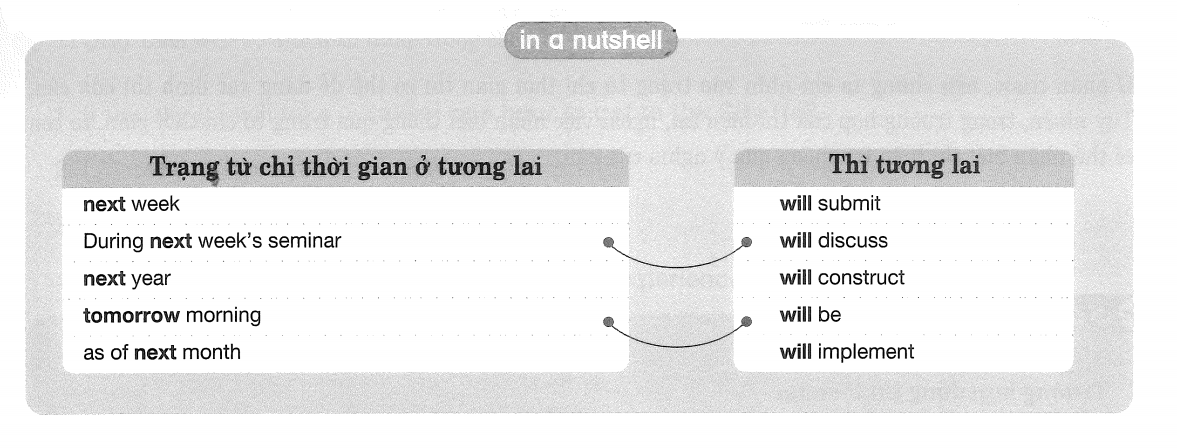 in a nutshell
Trạng từ chỉ thời gian ở tương lai
next week
During next week's seminar
next year
tomorrow morning
as of next month
Thì tương lai
will submit
will discuss
will construct
will be
will implement